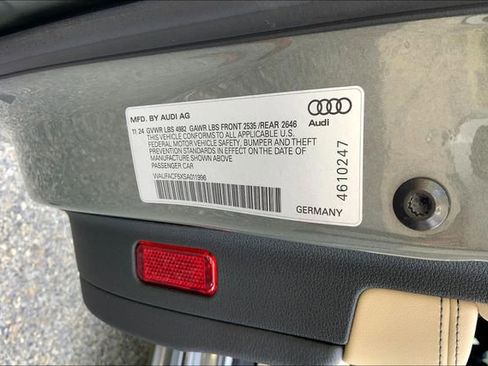 MFD. BY AUDI AG
11 24 GVWR LBS 4982 GAWR LBS FRONT 2535 /REAR 2646
THIS VEHICLE CONFORMS TO ALL APPLICABLE U.S.
FEDERAL MOTOR VEHICLE SAFETY, BUMPER AND THEFT
PREVENTION STANDARDS IN EFFECT ON THE DATE OF
MANUFACTURE SHOWN ABOVE
PASSENGER CAR
Audi
4610247
GERMANY